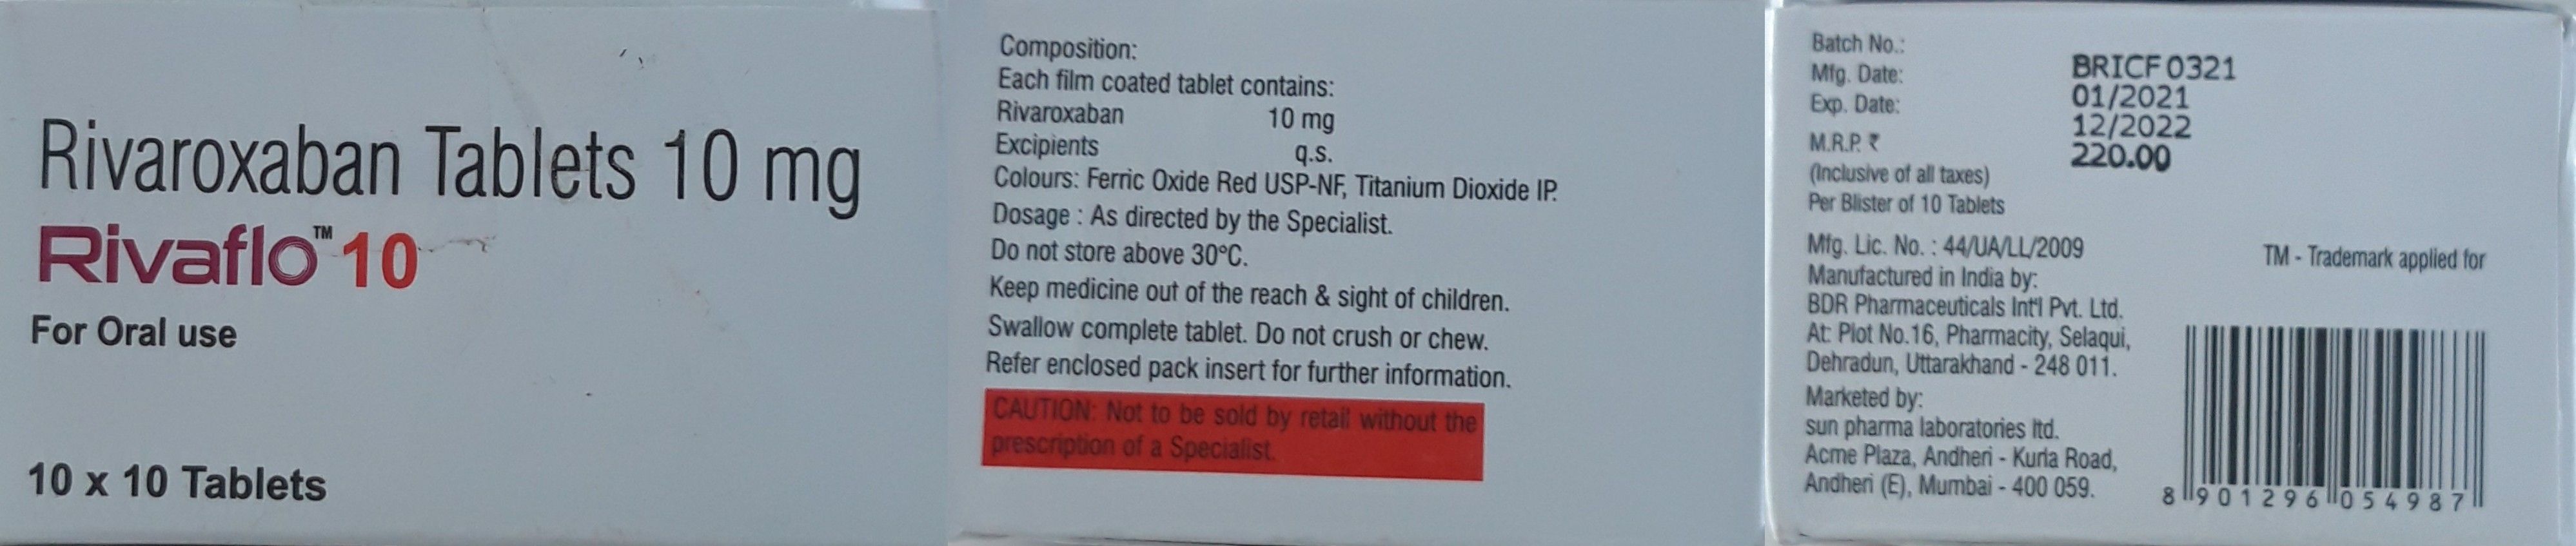 Rivaroxaban Tablets 10 mg
Rivaflo™ 10
For Oral use
10 x 10 Tablets
Composition:
Each film coated tablet contains:
Rivaroxaban 10 mg
Excipients q.s.
Colours: Ferric Oxide Red USP-NF, Titanium Dioxide IP.
Dosage : As directed by the Specialist.
Do not store above 30°C.
Keep medicine out of the reach & sight of children.
Swallow complete tablet. Do not crush or chew.
Refer enclosed pack insert for further information.
CAUTION: Not to be sold by retail without the
prescription of a Specialist.
Batch No.: BRICF0321
Mfg. Date: 01/2021
Exp. Date: 12/2022
M.R.P. ₹ 220.00
(Inclusive of all taxes)
Per Blister of 10 Tablets
Mfg. Lic. No. : 44/UA/LL/2009
TM - Trademark applied for
Manufactured in India by:
BDR Pharmaceuticals Int'l Pvt. Ltd.
At: Plot No.16, Pharmacity, Selaqui,
Dehradun, Uttarakhand - 248 011.
Marketed by:
sun pharma laboratories ltd.
Acme Plaza, Andheri - Kurla Road,
Andheri (E), Mumbai - 400 059.
8 901296 054987